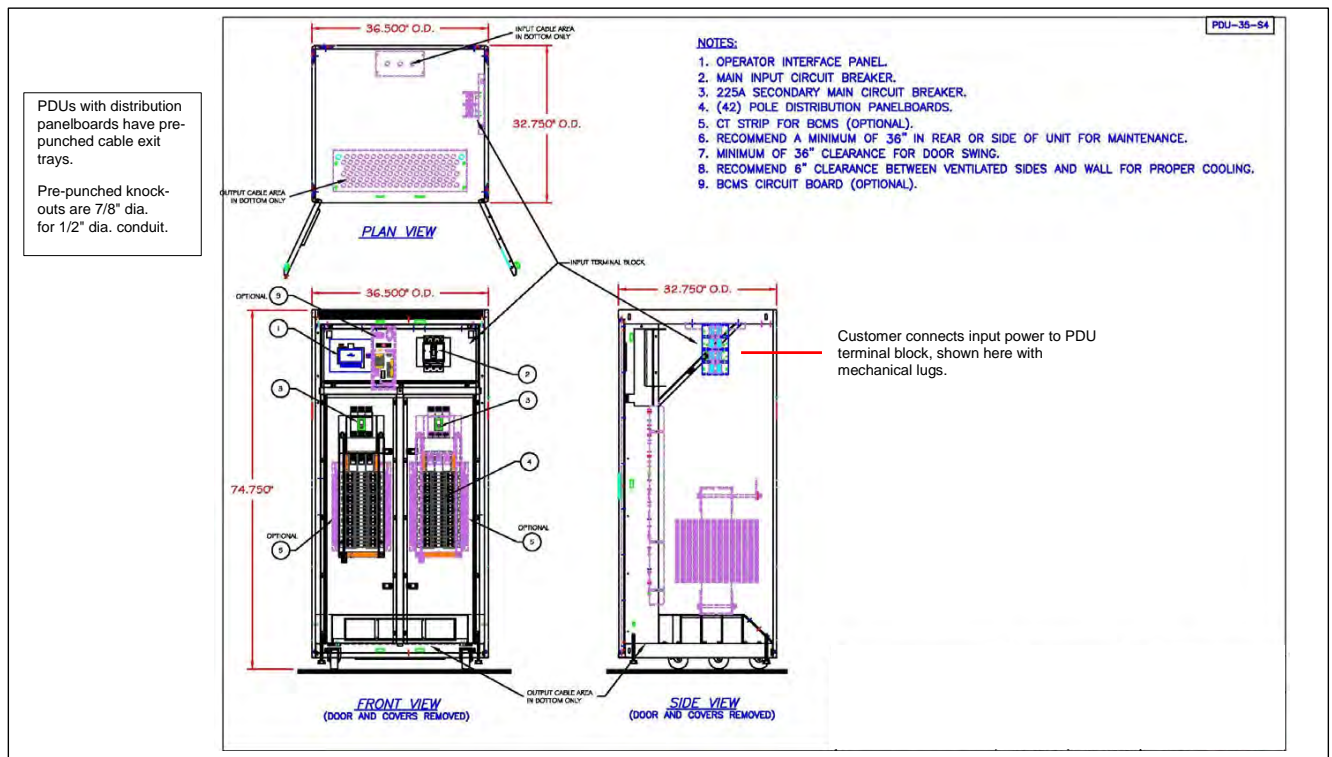 PDU-35-S4
PDUs with distribution
panelboards have pre-
punched cable exit
trays.
Pre-punched knock-
outs are 7/8" dia.
for 1/2" dia. conduit.
36.500" O.D.
INPUT CABLE AREA
IN BOTTOM ONLY
32.750" O.D.
OUTPUT CABLE AREA
IN BOTTOM ONLY
PLAN VIEW
NOTES:
1. OPERATOR INTERFACE PANEL.
2. MAIN INPUT CIRCUIT BREAKER.
3. 225A SECONDARY MAIN CIRCUIT BREAKER.
4. (42) POLE DISTRIBUTION PANELBOARDS.
5. CT STRIP FOR BCMS (OPTIONAL).
6. RECOMMEND A MINIMUM OF 36" IN REAR OR SIDE OF UNIT FOR MAINTENANCE.
7. MINIMUM OF 36" CLEARANCE FOR DOOR SWING.
8. RECOMMEND 6" CLEARANCE BETWEEN VENTILATED SIDES AND WALL FOR PROPER COOLING.
9. BCMS CIRCUIT BOARD (OPTIONAL).
INPUT TERMINAL BLOCK
36.500" O.D.
OPTIONAL
9
1
2
3
3
4
74.750"
OPTIONAL
5
OPTIONAL
5
FRONT VIEW
(DOOR AND COVERS REMOVED)
OUTPUT CABLE AREA
IN BOTTOM ONLY
32.750" O.D.
Customer connects input power to PDU
terminal block, shown here with
mechanical lugs.
SIDE VIEW
(DOOR AND COVERS REMOVED)